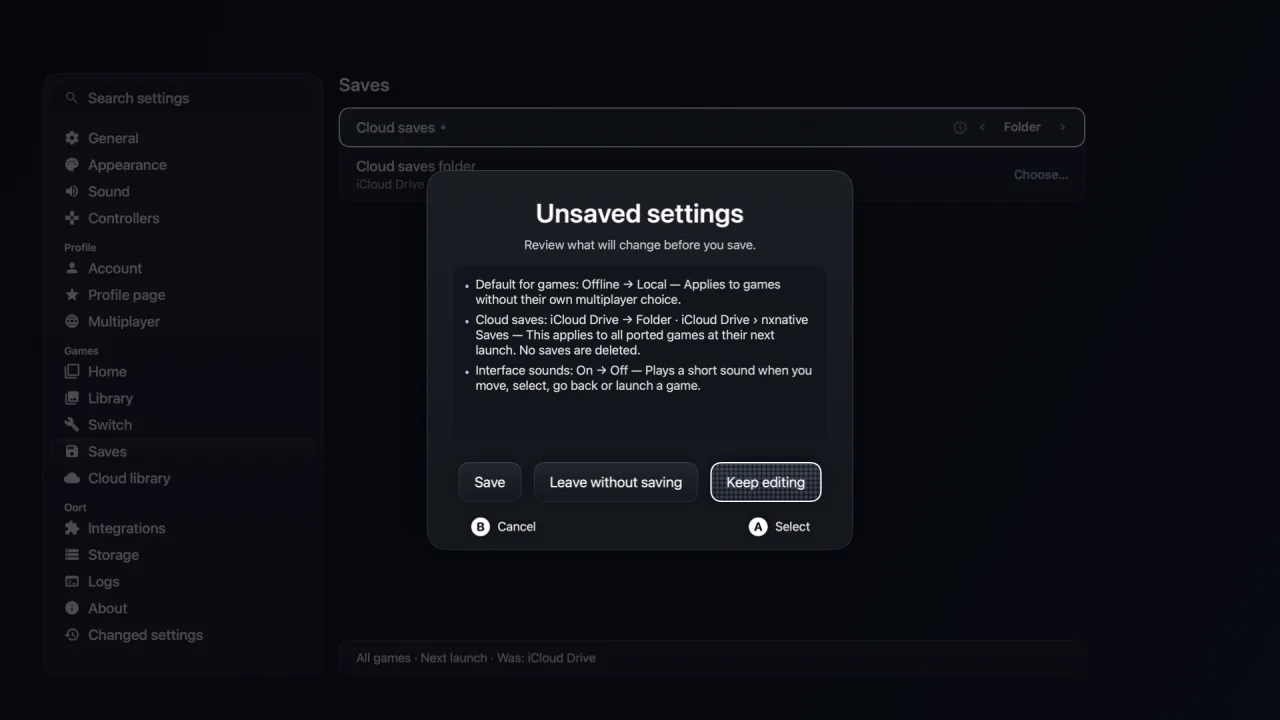 Search settings
General
Appearance
Sound
Controllers
Profile
Account
Profile page
Multiplayer
Games
Home
Library
Switch
Saves
Cloud library
Oort
Integrations
Storage
Logs
About
Changed settings
Saves
Cloud saves •
Folder
Cloud saves folder
iCloud Drive
Choose...
Unsaved settings
Review what will change before you save.
• Default for games: Offline → Local — Applies to games
without their own multiplayer choice.
• Cloud saves: iCloud Drive → Folder · iCloud Drive › nxnative
Saves — This applies to all ported games at their next
launch. No saves are deleted.
• Interface sounds: On → Off — Plays a short sound when you
move, select, go back or launch a game.
Save
Leave without saving
Keep editing
B Cancel
A Select
All games · Next launch · Was: iCloud Drive